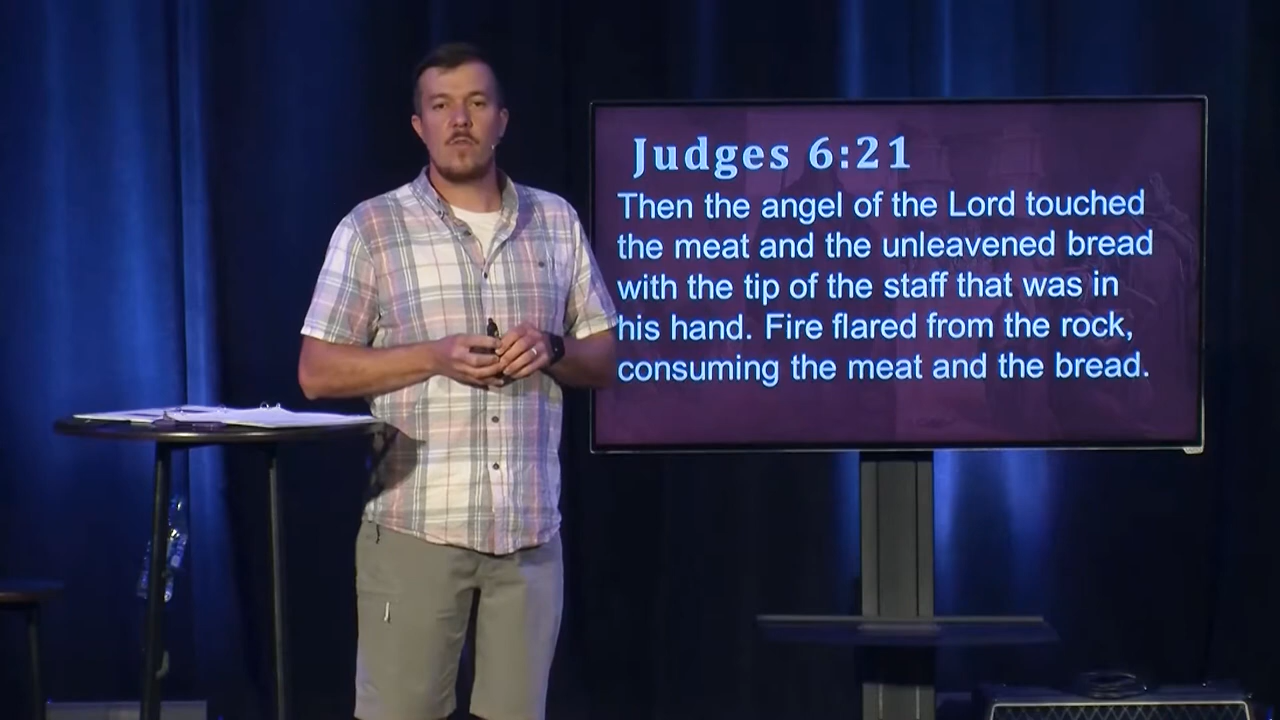 Judges 6:21
Then the angel of the Lord touched
the meat and the unleavened bread
with the tip of the staff that was in
his hand. Fire flared from the rock,
consuming the meat and the bread.